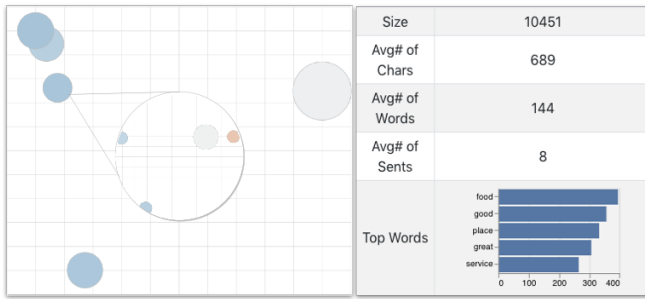 Size 10451
Avg# of
Chars 689
Avg# of
Words 144
Avg# of
Sents 8
Top Words
food
good
place
great
service
0 100 200 300 400